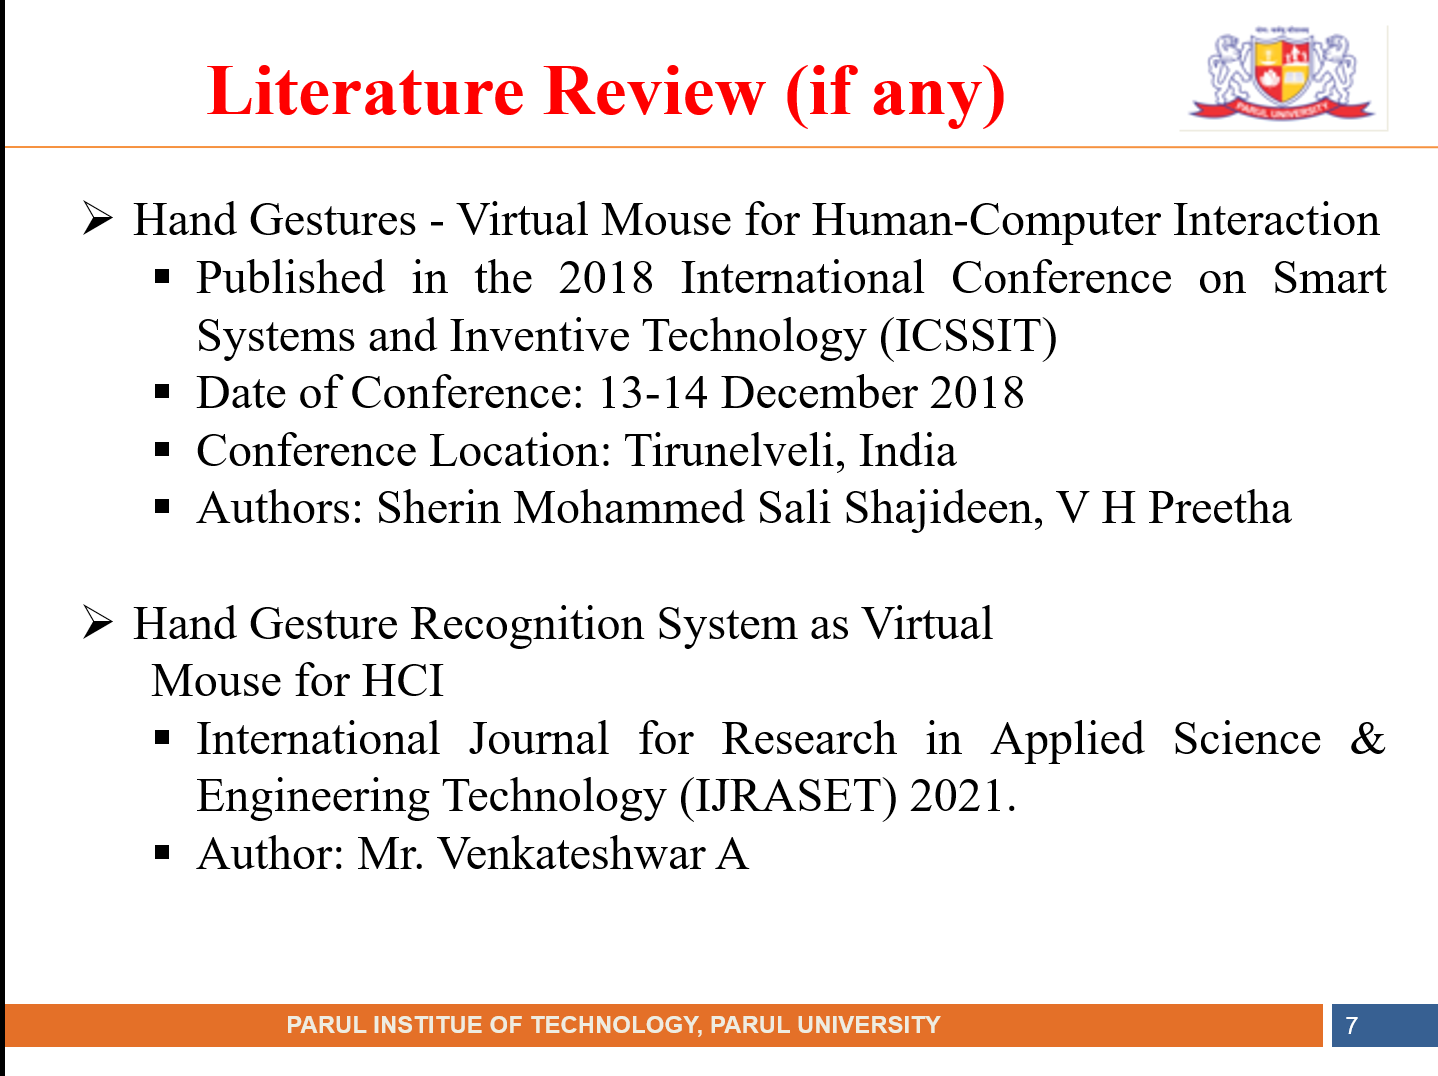 Literature Review (if any)
PARUL UNIVERSITY
➢ Hand Gestures - Virtual Mouse for Human-Computer Interaction
▪ Published in the 2018 International Conference on Smart
Systems and Inventive Technology (ICSSIT)
▪ Date of Conference: 13-14 December 2018
▪ Conference Location: Tirunelveli, India
▪ Authors: Sherin Mohammed Sali Shajideen, V H Preetha
➢ Hand Gesture Recognition System as Virtual
Mouse for HCI
▪ International Journal for Research in Applied Science &
Engineering Technology (IJRASET) 2021.
▪ Author: Mr. Venkateshwar A
PARUL INSTITUE OF TECHNOLOGY, PARUL UNIVERSITY
7